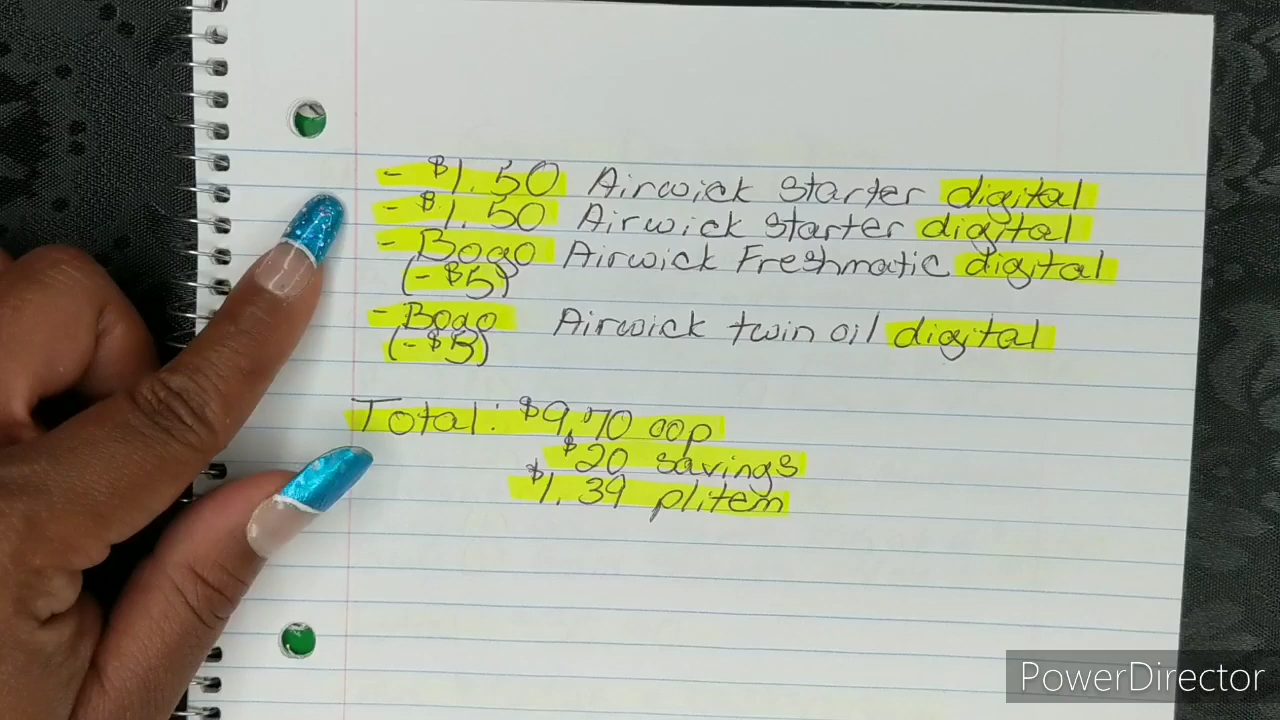 - $1.50 Airwick Starter digital
- $1.50 Airwick Starter digital
- Bogo Airwick Freshmatic digital
(-$5)
- Bogo Airwick twin oil digital
(-$5)
Total: $9.70 oop
$20 savings
$1.39 p/item
PowerDirector